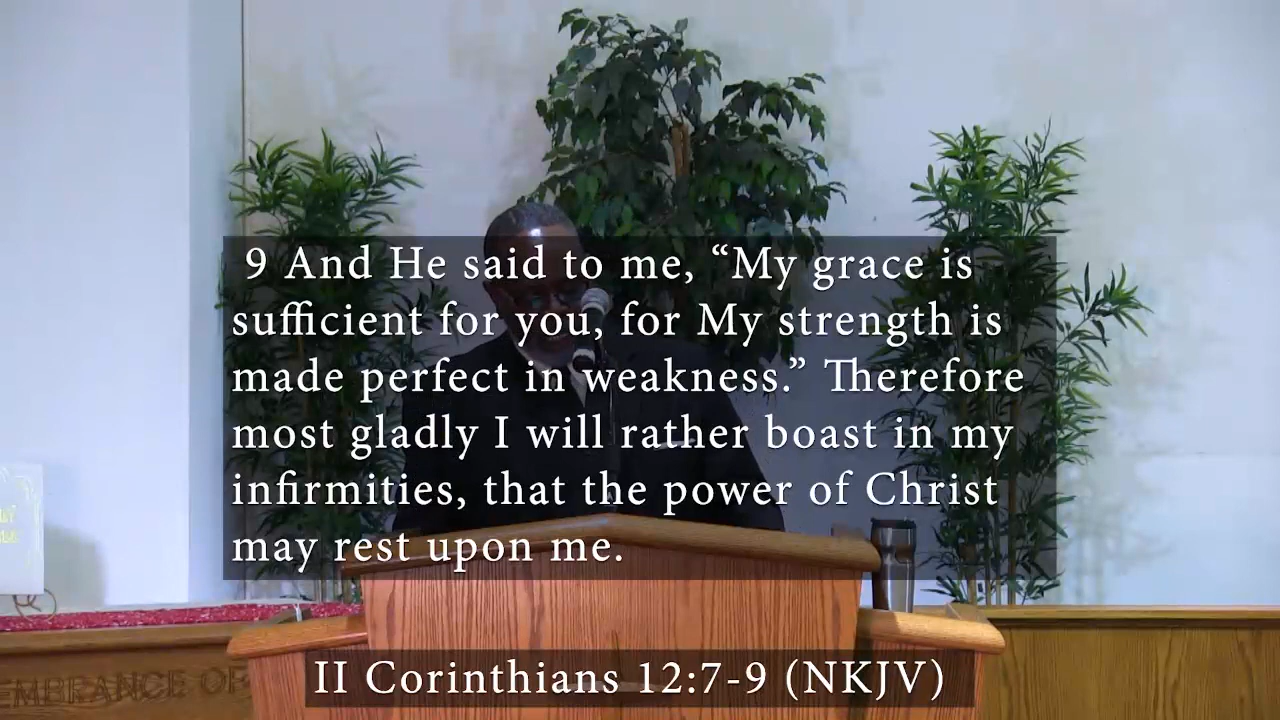 9 And He said to me, “My grace is
sufficient for you, for My strength is
made perfect in weakness.” Therefore
most gladly I will rather boast in my
infirmities, that the power of Christ
may rest upon me.
EMBRANCE OF
II Corinthians 12:7-9 (NKJV)